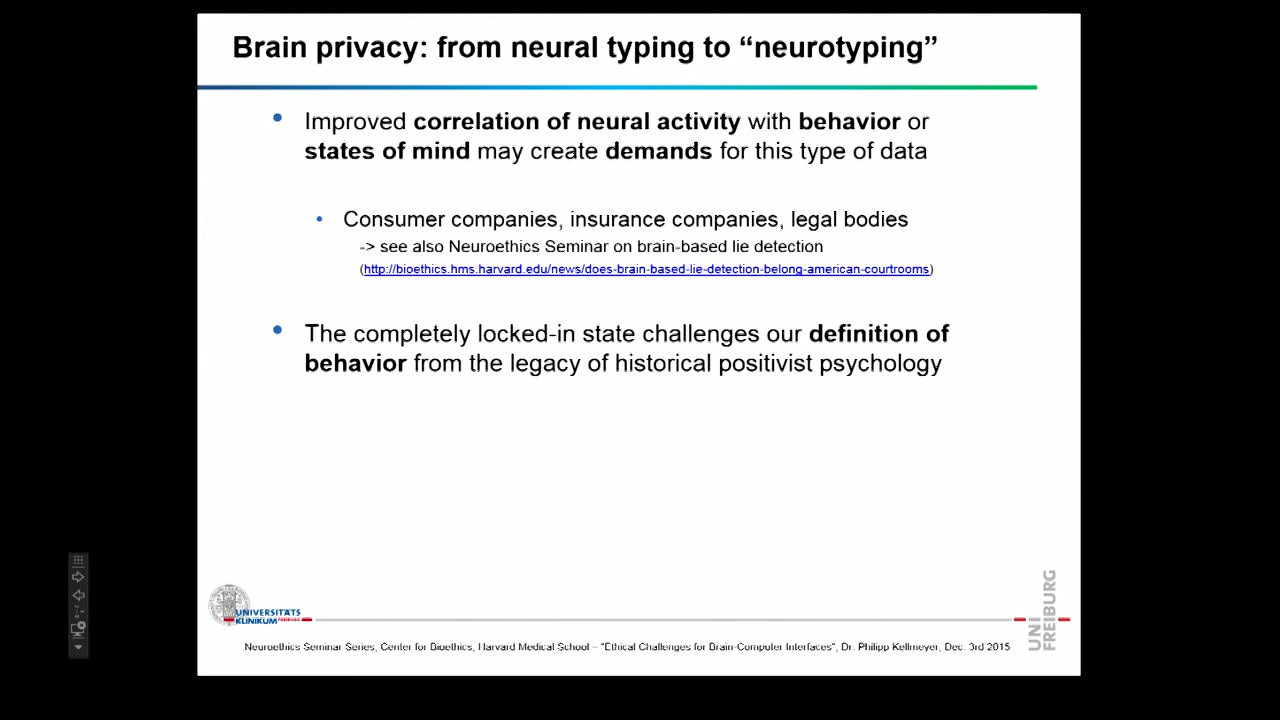 Brain privacy: from neural typing to “neurotyping”
• Improved correlation of neural activity with behavior or
states of mind may create demands for this type of data
• Consumer companies, insurance companies, legal bodies
-> see also Neuroethics Seminar on brain-based lie detection
(http://bioethics.hms.harvard.edu/news/does-brain-based-lie-detection-belong-american-courtrooms)
• The completely locked-in state challenges our definition of
behavior from the legacy of historical positivist psychology
UNIVERSITÄTS
KLINIKUM FREIBURG
UNI
FREIBURG
Neuroethics Seminar Series, Center for Bioethics, Harvard Medical School – “Ethical Challenges for Brain-Computer Interfaces”, Dr. Philipp Kellmeyer, Dec. 3rd 2015